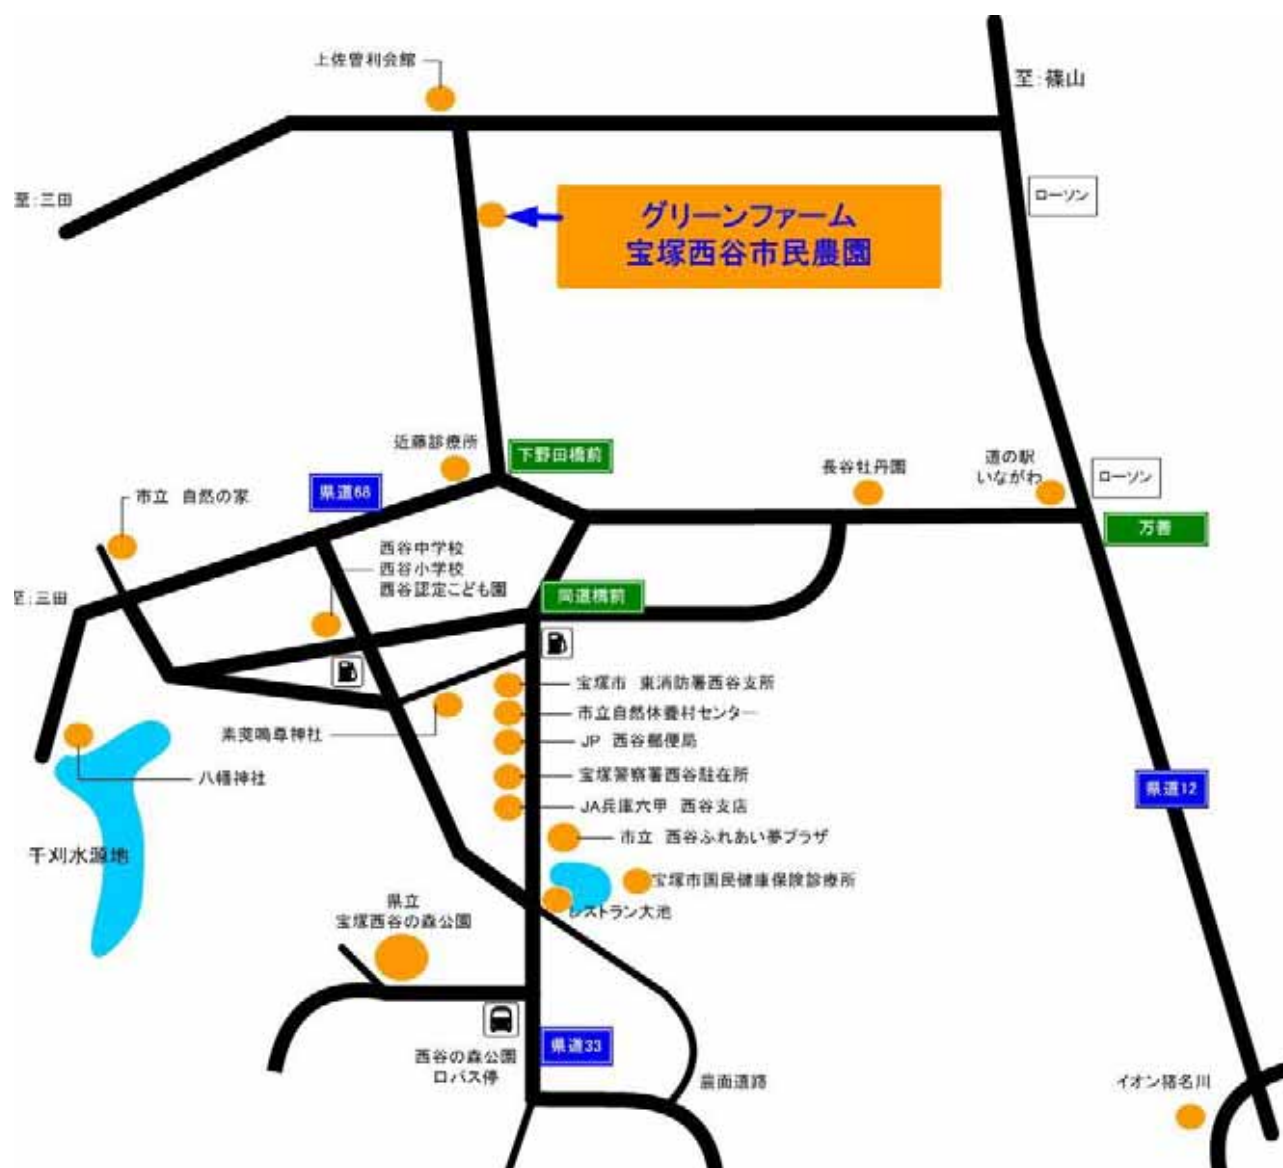 上佐曽利会館
至:篠山
至:三田
ローソン
グリーンファーム
宝塚西谷市民農園
近藤診療所
下野田橋前
長谷牡丹園
道の駅
いながわ
ローソン
県道68
市立 自然の家
万善
西谷中学校
西谷小学校
西谷認定こども園
至:三田
同道橋前
宝塚市 東消防署西谷支所
市立自然休養村センター
素戔嗚尊神社
JP 西谷郵便局
八幡神社
宝塚警察署西谷駐在所
県道12
JA兵庫六甲 西谷支店
市立 西谷ふれあい夢プラザ
千刈水源地
宝塚市国民健康保険診療所
県立
宝塚西谷の森公園
レストラン大池
県道33
西谷の森公園
口バス停
農面道路
イオン猪名川